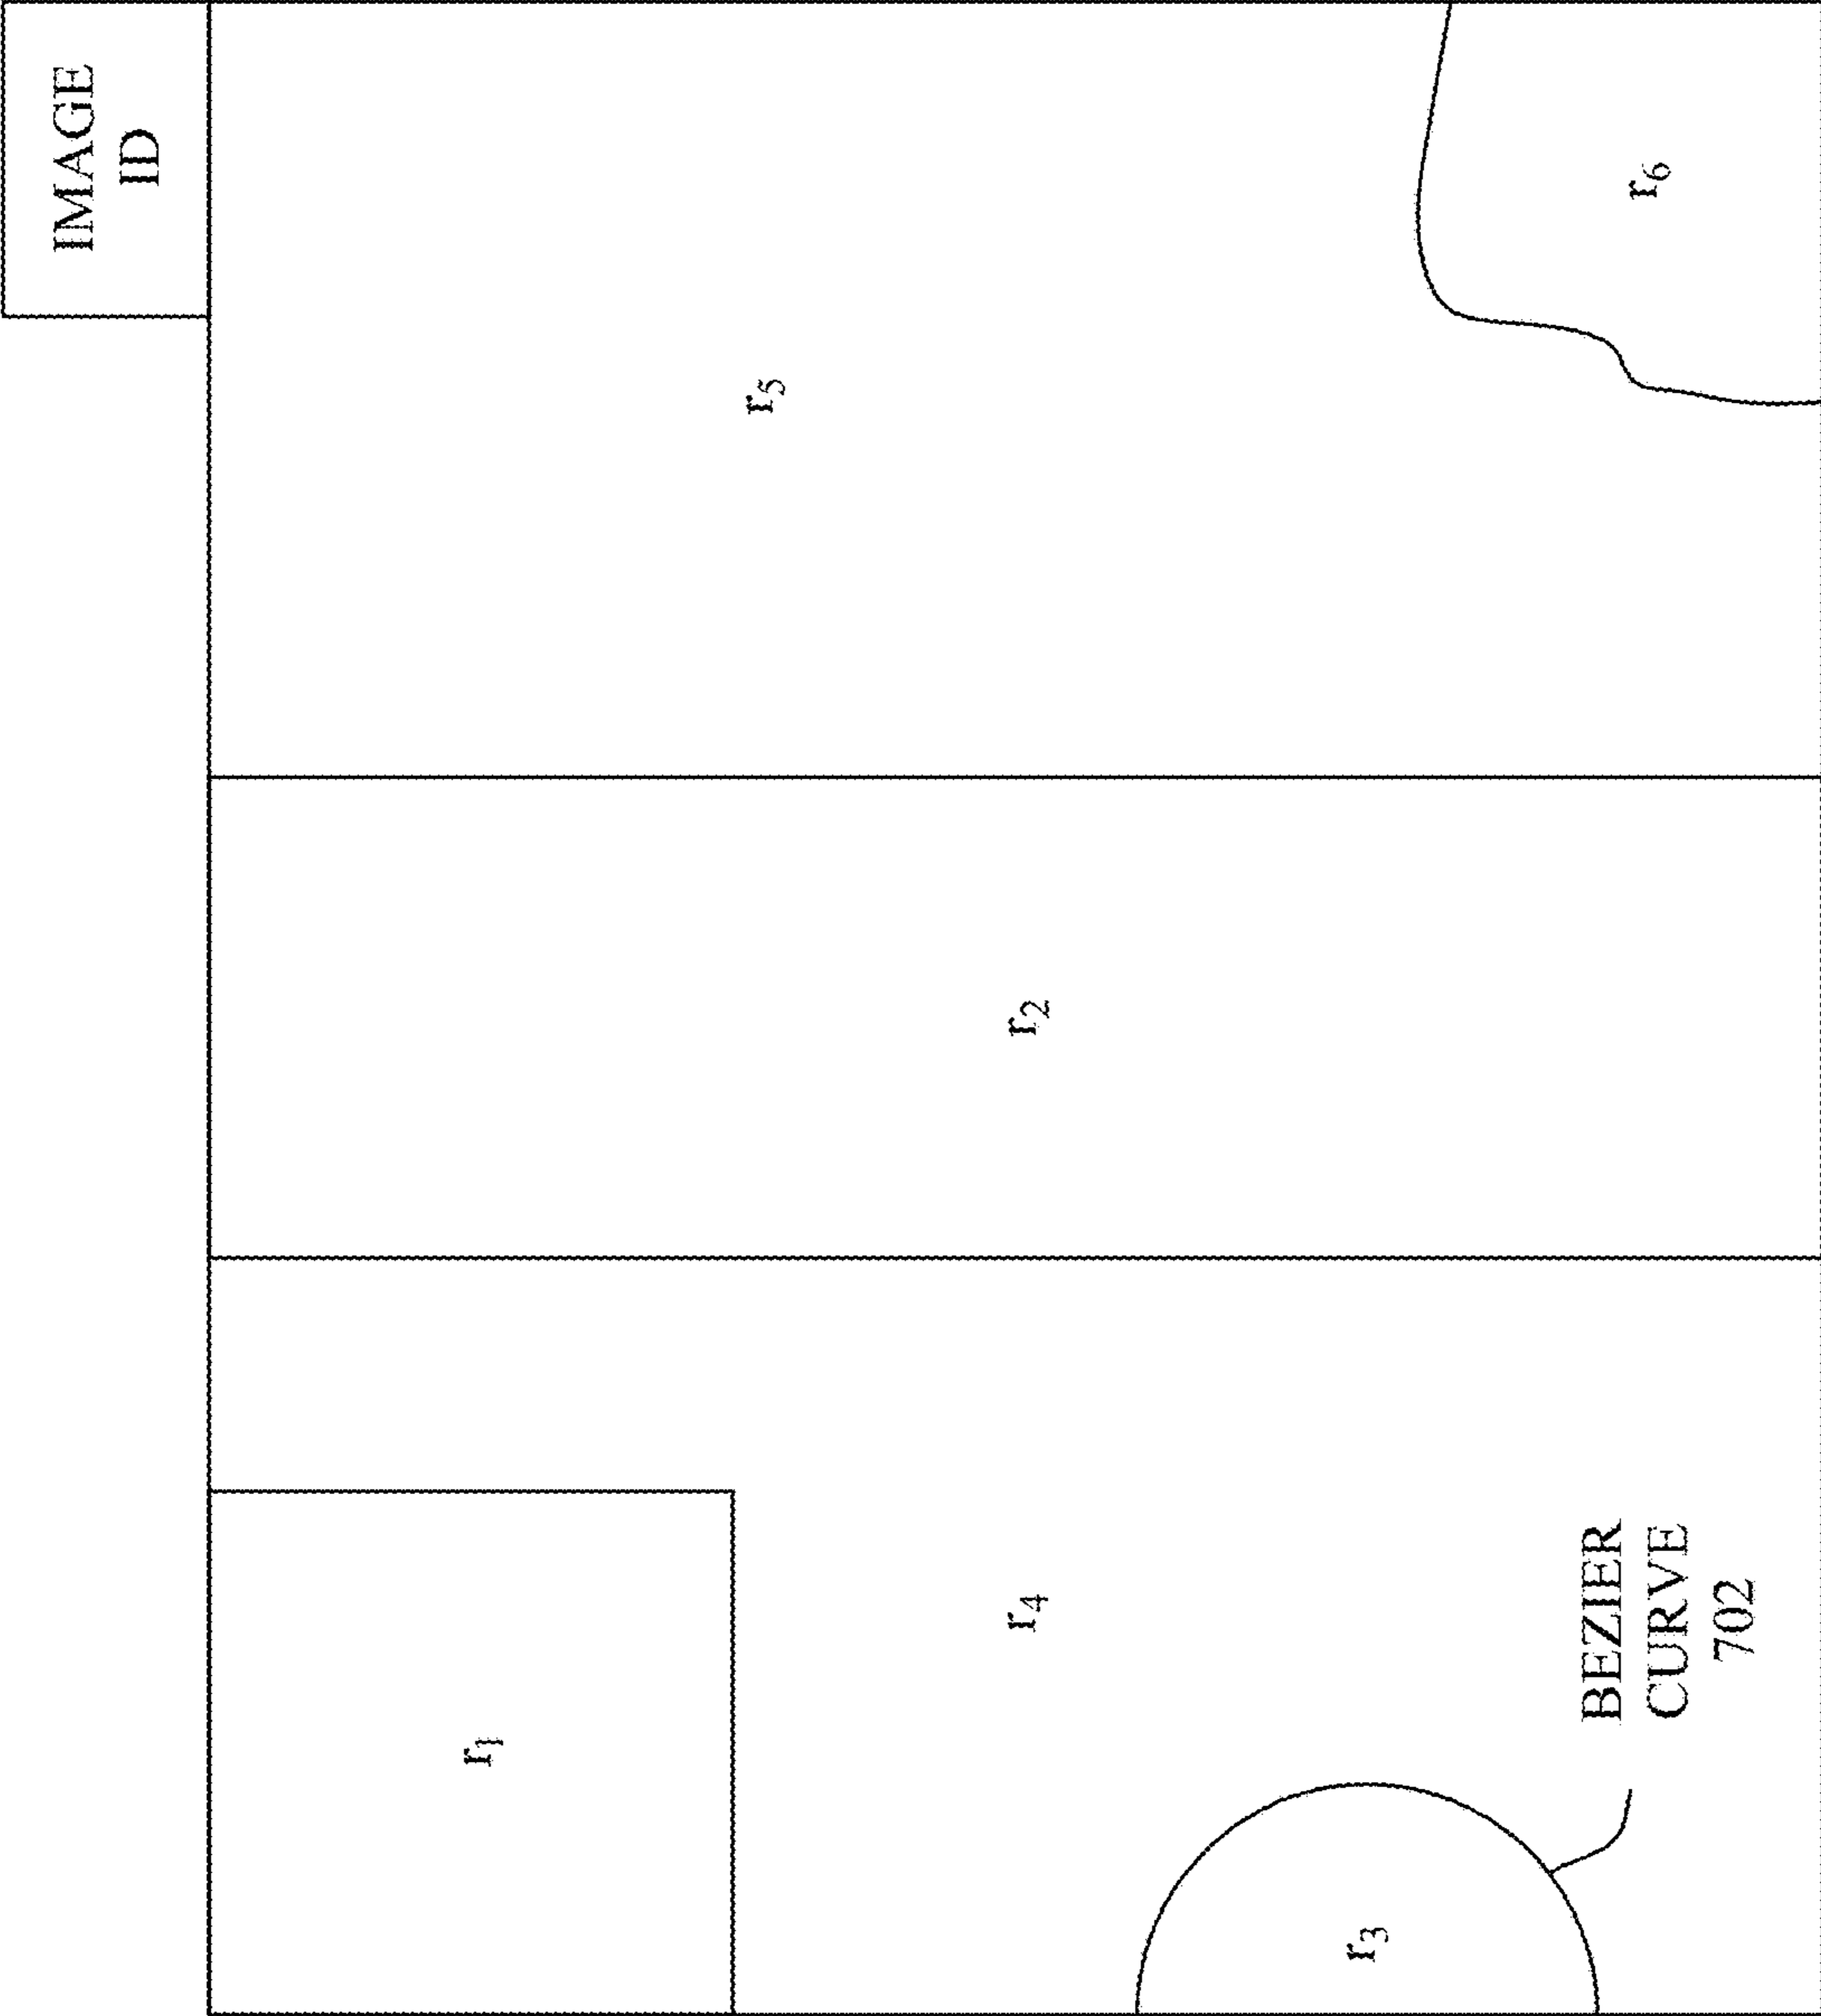 IMAGE
ID
r₁
r₅
r₄
r₂
r₃
BEZIER
CURVE
702
r₆